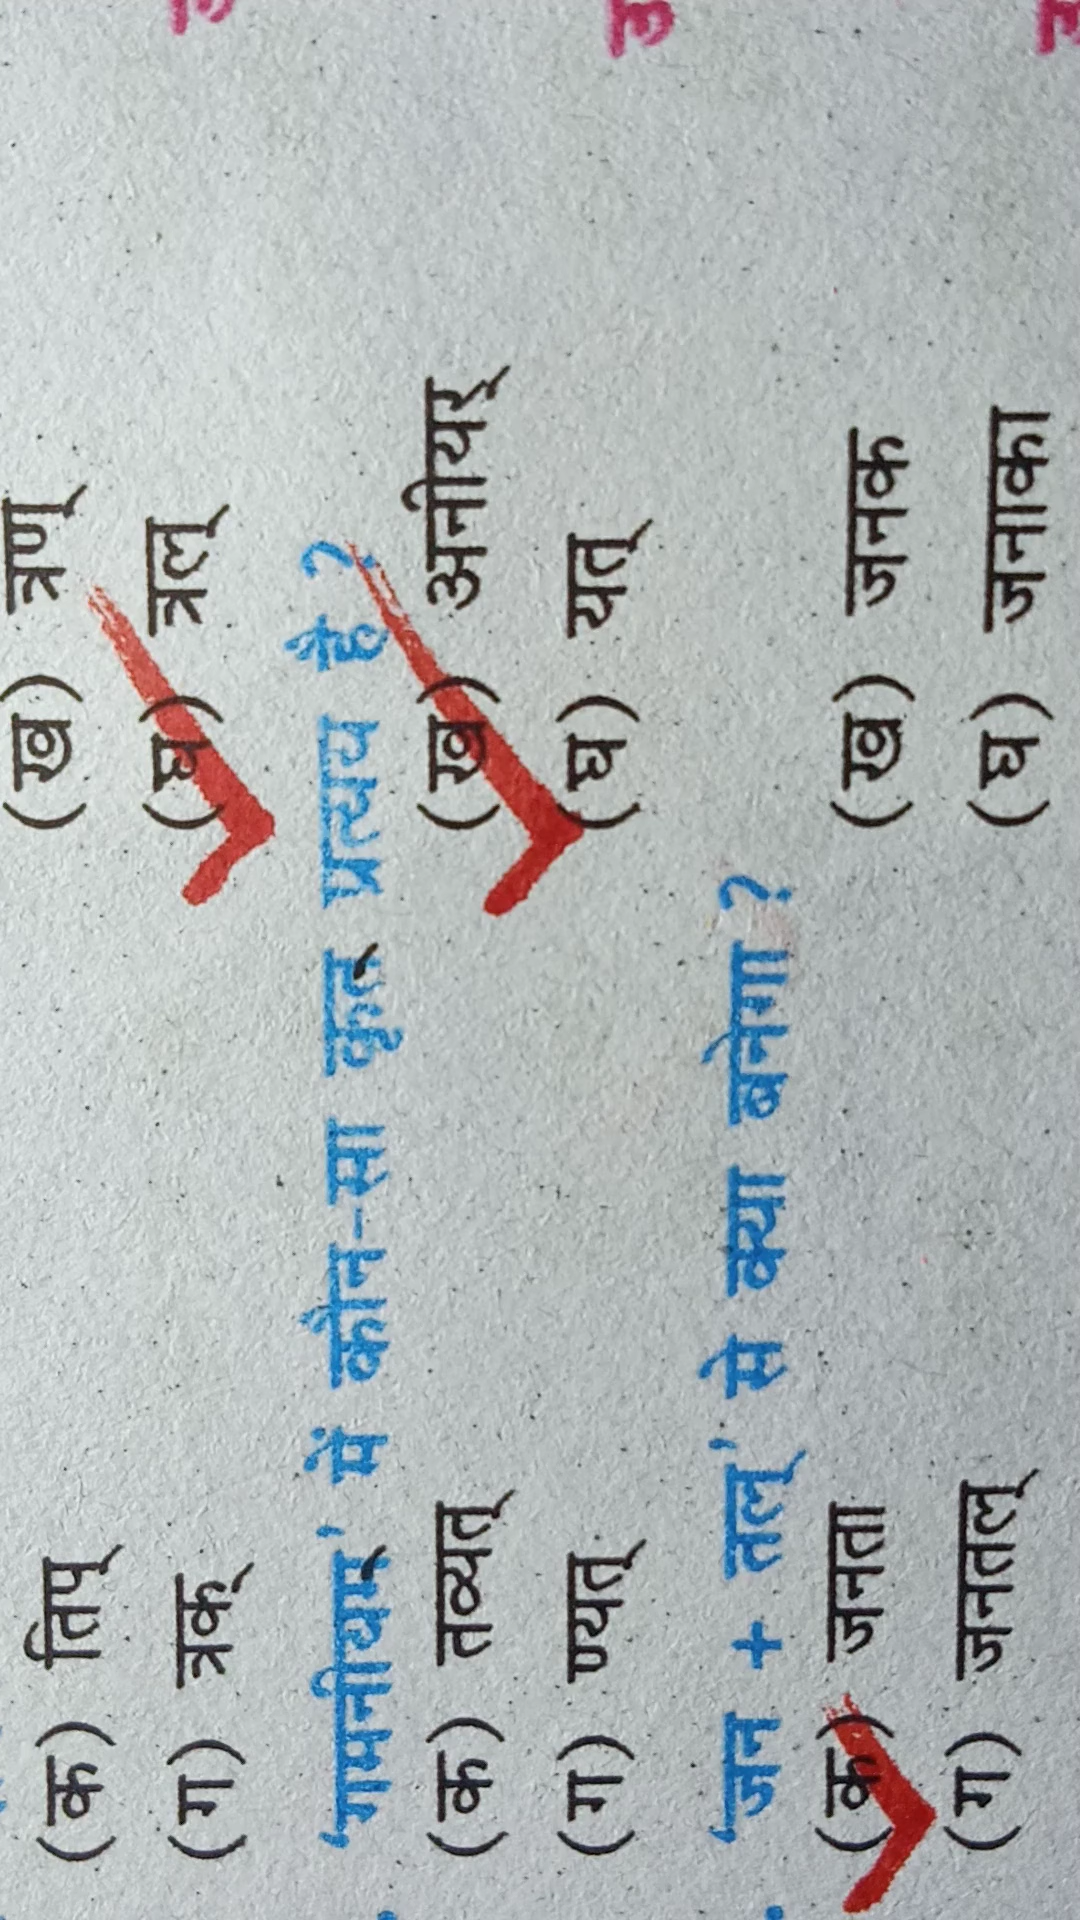 (क) तिप् (ख) त्रण्
(ग) त्रक् (घ) त्रल्
'गमनीयम्' में कौन-सा कृत् प्रत्यय है ?
(क) तव्यत् (ख) अनीयर्
(ग) ण्यत् (घ) यत्
'जन + तल्' से क्या बनेगा ?
(क) जनता (ख) जनक
(ग) जनतल् (घ) जनाका